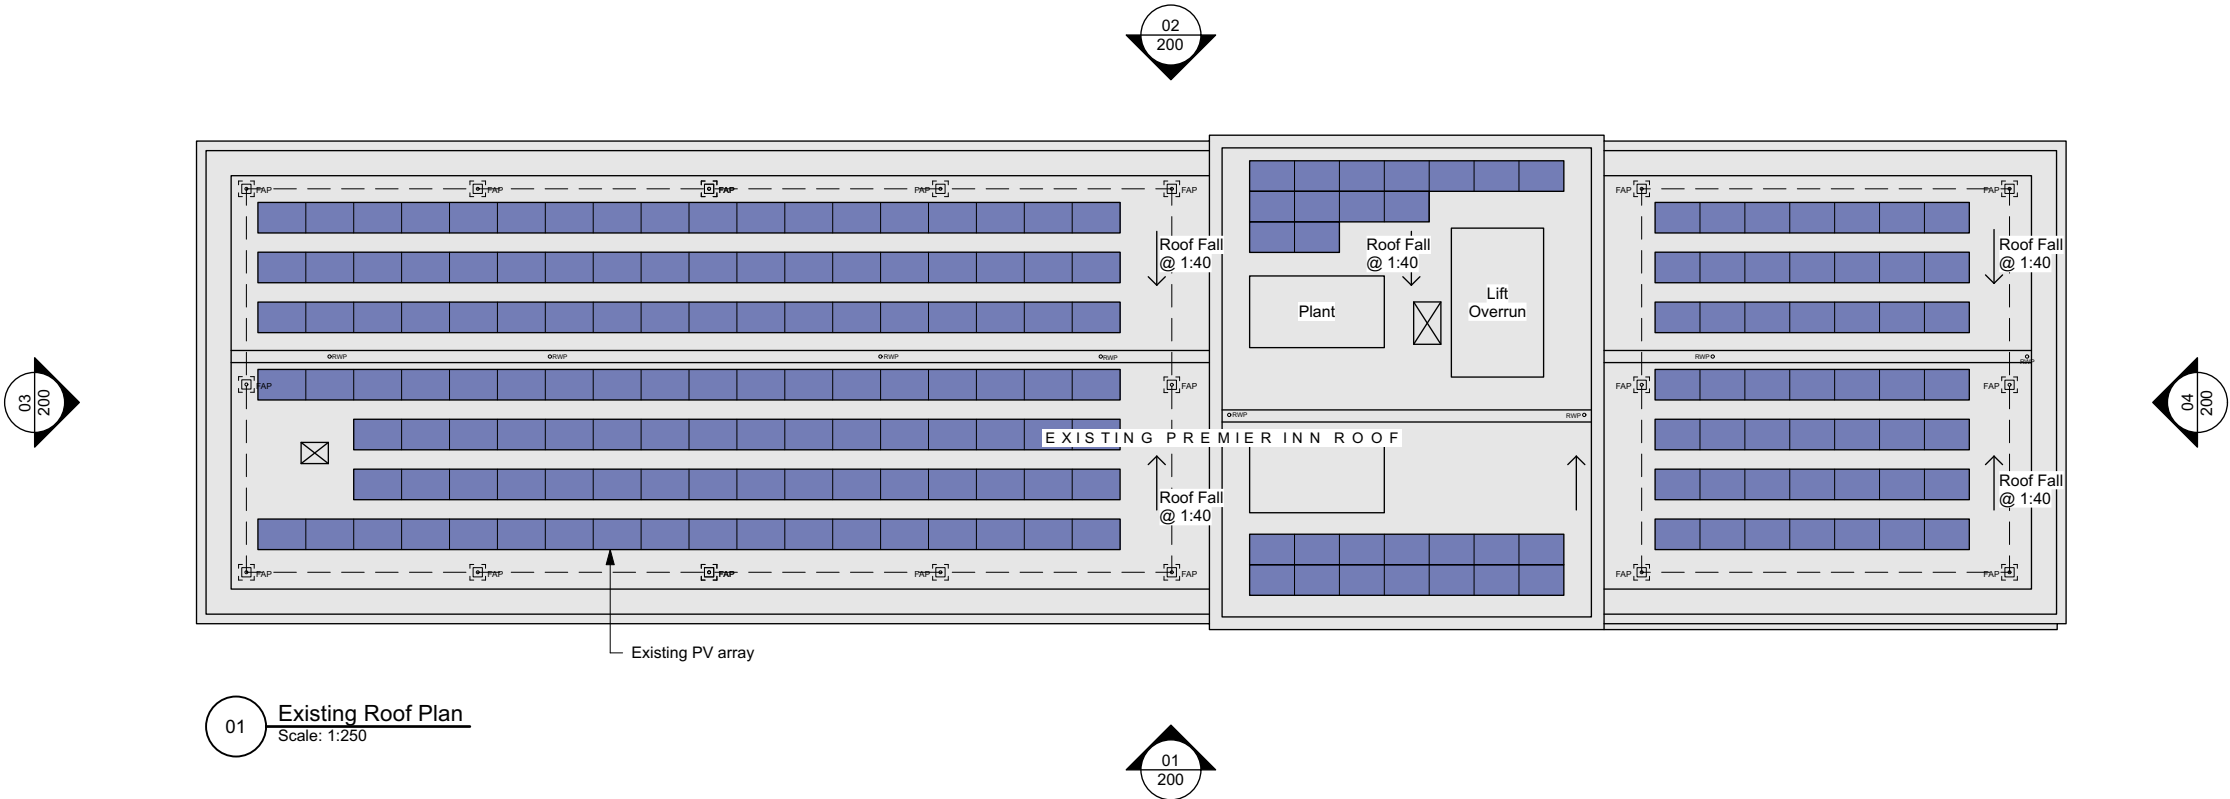 02
200
FAP
FAP
FAP
FAP
FAP
FAP
FAP
Roof Fall
@ 1:40
Roof Fall
@ 1:40
Roof Fall
@ 1:40
Plant
Lift
Overrun
RWP
RWP
RWP
RWP
RWP
RWP
03
200
FAP
FAP
FAP
FAP
04
200
RWP
RWP
EXISTING PREMIER INN ROOF
Roof Fall
@ 1:40
Roof Fall
@ 1:40
FAP
FAP
FAP
FAP
FAP
FAP
FAP
Existing PV array
01
Existing Roof Plan
Scale: 1:250
01
200